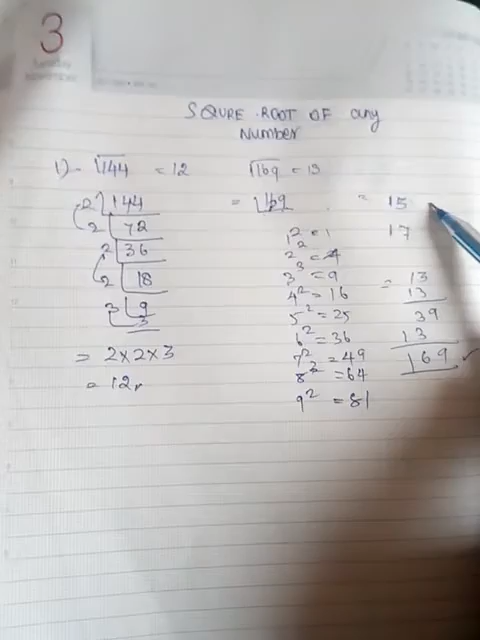 3
SQURE ROOT OF any
Number
1)- √144 = 12
√169 = 13
2 144
2 72
2 36
2 18
3 9
3
= 2×2×3
= 12
= √169
1² = 1
3² = 9
4² = 16
5² = 25
6² = 36
7² = 49
8² = 64
9² = 81
= 15
17
= 13
13
39
13
169